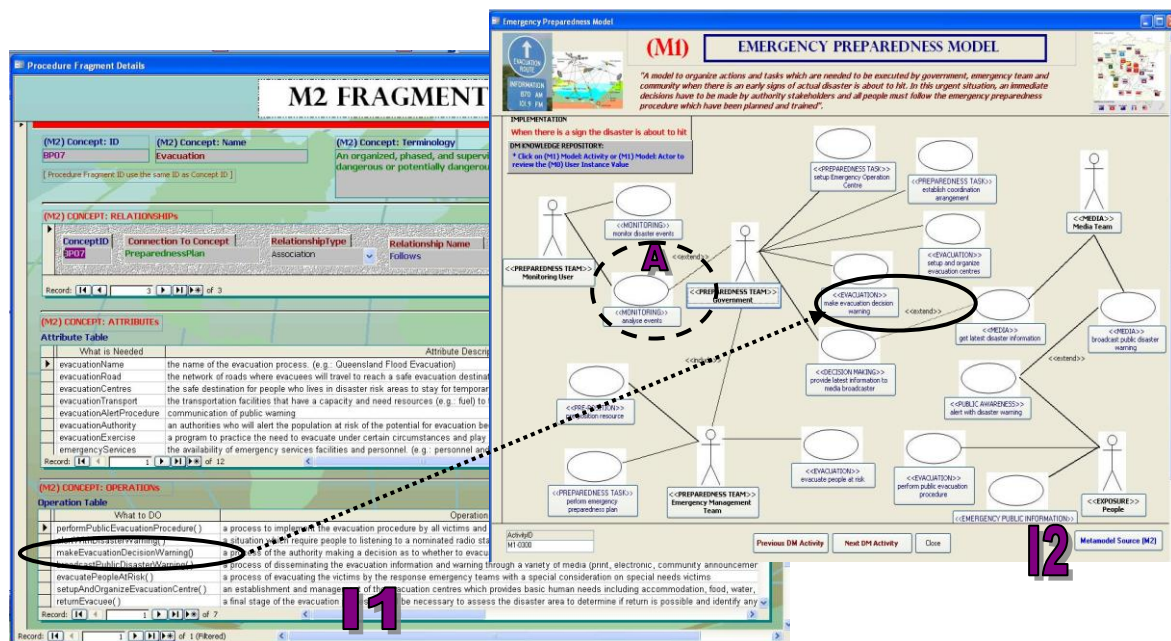 Procedure Fragment Details
M2 FRAGMENT
(M2) Concept: ID
(M2) Concept: Name
(M2) Concept: Terminology
BP07
Evacuation
An organized, phased, and supervi
dangerous or potentially dangerou
[ Procedure Fragment ID use the same ID as Concept ID ]
(M2) CONCEPT: RELATIONSHIPs
ConceptID
Connection To Concept
RelationshipType
Relationship Name
BP07
PreparednessPlan
Association
Follows
Record: 3 of 3
(M2) CONCEPT: ATTRIBUTEs
Attribute Table
What is Needed
Attribute Descrip
evacuationName
the name of the evacuation process. (e.g.: Queensland Flood Evacuation)
evacuationRoad
the network of roads where evacuees will travel to reach a safe evacuation destinat
evacuationCentres
the safe destination for people who lives in disaster risk areas to stay for temporar
evacuationTransport
the transportation facilities that have a capacity and need resources (e.g.: fuel) to t
evacuationAlertProcedure
communication of public warning
evacuationAuthority
an authorities who will alert the population at risk of the potential for evacuation be
evacuationExercise
a program to practice the need to evacuate under certain circumstances and play
emergencyServices
the availability of emergency services facilities and personnel. (e.g.: personnel and
Record: 1 of 12
(M2) CONCEPT: OPERATIONs
Operation Table
What to DO
Operation
performPublicEvacuationProcedure( )
a process to implement the evacuation procedure by all victims and
a situation which require people to listening to a nominated radio sta
makeEvacuationDecisionWarning()
a process of the authority making a decision as to whether to evacu
broadcastPublicDisasterWarning( )
a process of disseminating the evacuation information and warning through a variety of media (print, electronic, community announcemer
evacuatePeopleAtRisk( )
a process of evacuating the victims by the response emergency teams with a special consideration on special needs victims
setupAndOrganizeEvacuationCentre( )
an establishment and management of the evacuation centres which provides basic human needs including accommodation, food, water,
returnEvacuee( )
a final stage of the evacuation be necessary to assess the disaster area to determine if return is possible and identify any
Record: 1 of 7
I1
Record: 1 of 1 (Filtered)
Emergency Preparedness Model
EVACUATION
ROUTE
INFORMATION
870 AM
101.9 FM
(M1)
EMERGENCY PREPAREDNESS MODEL
"A model to organize actions and tasks which are needed to be executed by government, emergency team and
community when there is an early signs of actual disaster is about to hit. In this urgent situation, an immediate
decisions have to be made by authority stakeholders and all people must follow the emergency preparedness
procedure which have been planned and trained".
IMPLEMENTATION
When there is a sign the disaster is about to hit
DM KNOWLEDGE REPOSITORY:
* Click on (M1) Model: Activity or (M1) Model: Actor to
review the (M0) User Instance Value
<<PREPAREDNESS TASK>>
setup Emergency Operation
Centre
<<PREPAREDNESS TASK>>
establish coordination
arrangement
<<MEDIA>>
Media Team
<<MONITORING>>
monitor disaster events
A
<<extend>>
<<PREPAREDNESS TEAM>>
Monitoring User
<<EVACUATION>>
setup and organize
evacuation centres
<<PREPAREDNESS TEAM>>
Government
<<EVACUATION>>
make evacuation decision
warning
<<extend>>
<<MONITORING>>
analyse events
<<MEDIA>>
get latest disaster information
<<MEDIA>>
broadcast public disaster
warning
<<extend>>
<<DECISION MAKING>>
provide latest information to
media broadcaster
<<PUBLIC AWARENESS>>
alert with disaster warning
<<EVACUATION>>
evacuate people at risk
<<EVACUATION>>
perform public evacuation
procedure
<<PREPAREDNESS TASK>>
perform emergency
preparedness plan
<<PREPAREDNESS TEAM>>
Emergency Management
Team
<<EXPOSURE>>
People
<<EMERGENCY PUBLIC INFORMATION>>
ActivityID
M1-0308
Previous DM Activity
Next DM Activity
Close
I2
Metamodel Source (M2)